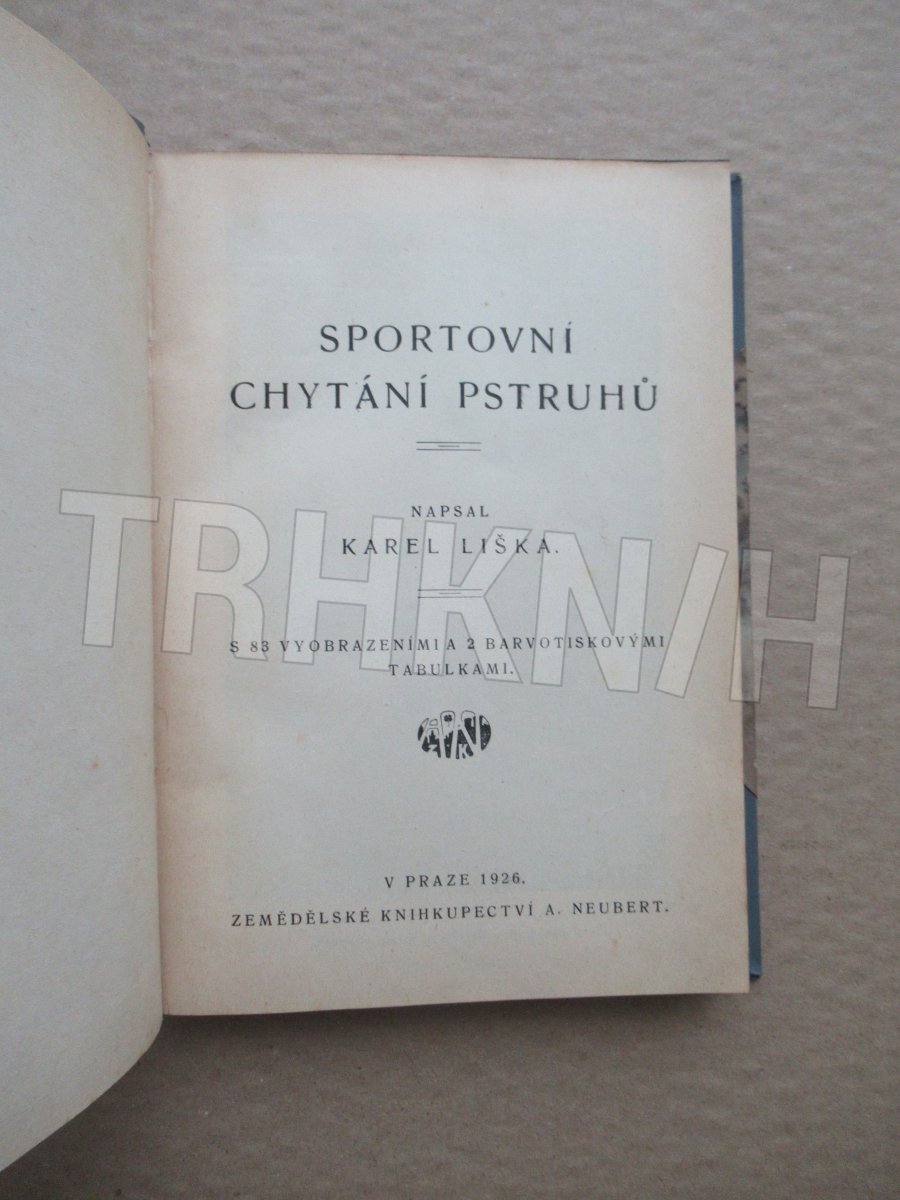 SPORTOVNÍ
CHYTÁNÍ PSTRUHŮ
NAPSAL
KAREL LIŠKA.
S 83 VYOBRAZENÍMI A 2 BARVOTISKOVÝMI
TABULKAMI.
V PRAZE 1926.
ZEMĚDĚLSKÉ KNIHKUPECTVÍ A. NEUBERT.
TRHKNIH